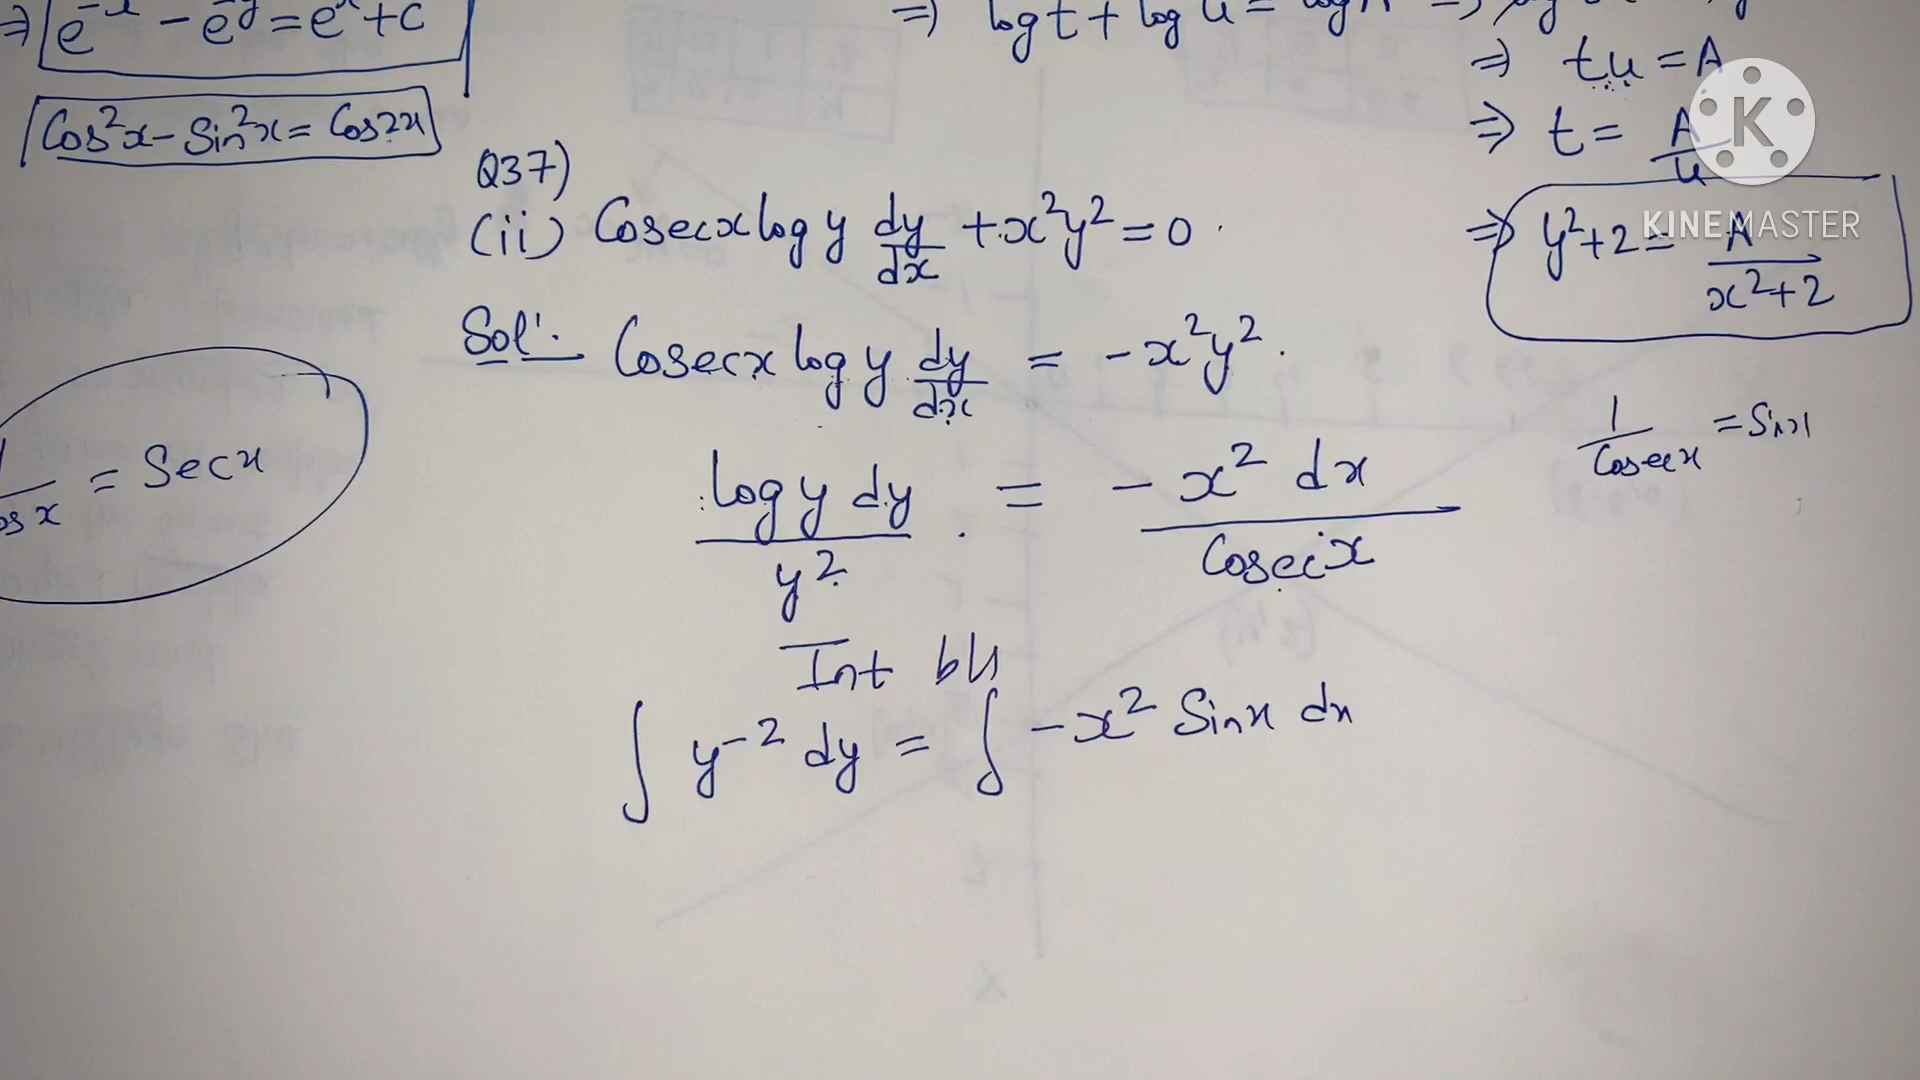 ⇒ e^-x - e^-y = e^x + c
Cos²x - Sin²x = Cos2x
= Secx
⇒ log t + log u =
⇒ tu = A
⇒ t = A/u
⇒ y² + 2 = A/(x² + 2)
KINEMASTER
Q37)
(ii) Cosecx log y dy/dx + x²y² = 0
Sol: Cosecx log y dy/dx = -x²y².
log y dy / y² = -x² dx / Cosecx
1/Cosecx = Sinx
Int
∫ y^-2 dy = ∫ -x² Sinx dx